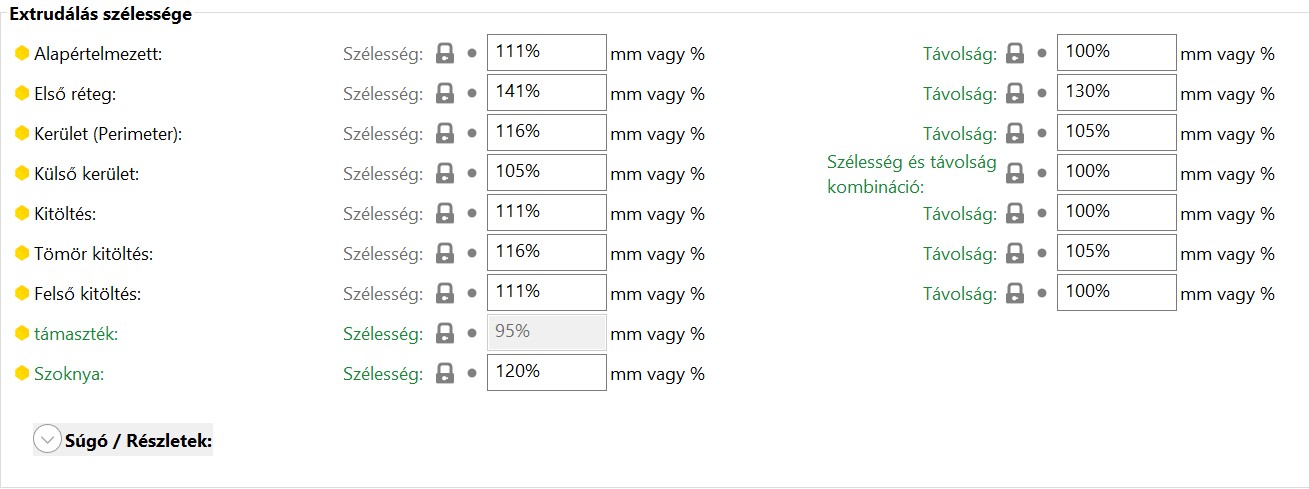 Extrudálás szélessége
Alapértelmezett: Szélesség: 111% mm vagy % Távolság: 100% mm vagy %
Első réteg: Szélesség: 141% mm vagy % Távolság: 130% mm vagy %
Kerület (Perimeter): Szélesség: 116% mm vagy % Távolság: 105% mm vagy %
Külső kerület: Szélesség: 105% mm vagy % Szélesség és távolság kombináció: 100% mm vagy %
Kitöltés: Szélesség: 111% mm vagy % Távolság: 100% mm vagy %
Tömör kitöltés: Szélesség: 116% mm vagy % Távolság: 105% mm vagy %
Felső kitöltés: Szélesség: 111% mm vagy % Távolság: 100% mm vagy %
támaszték: Szélesség: 95% mm vagy %
Szoknya: Szélesség: 120% mm vagy %
Súgó / Részletek: